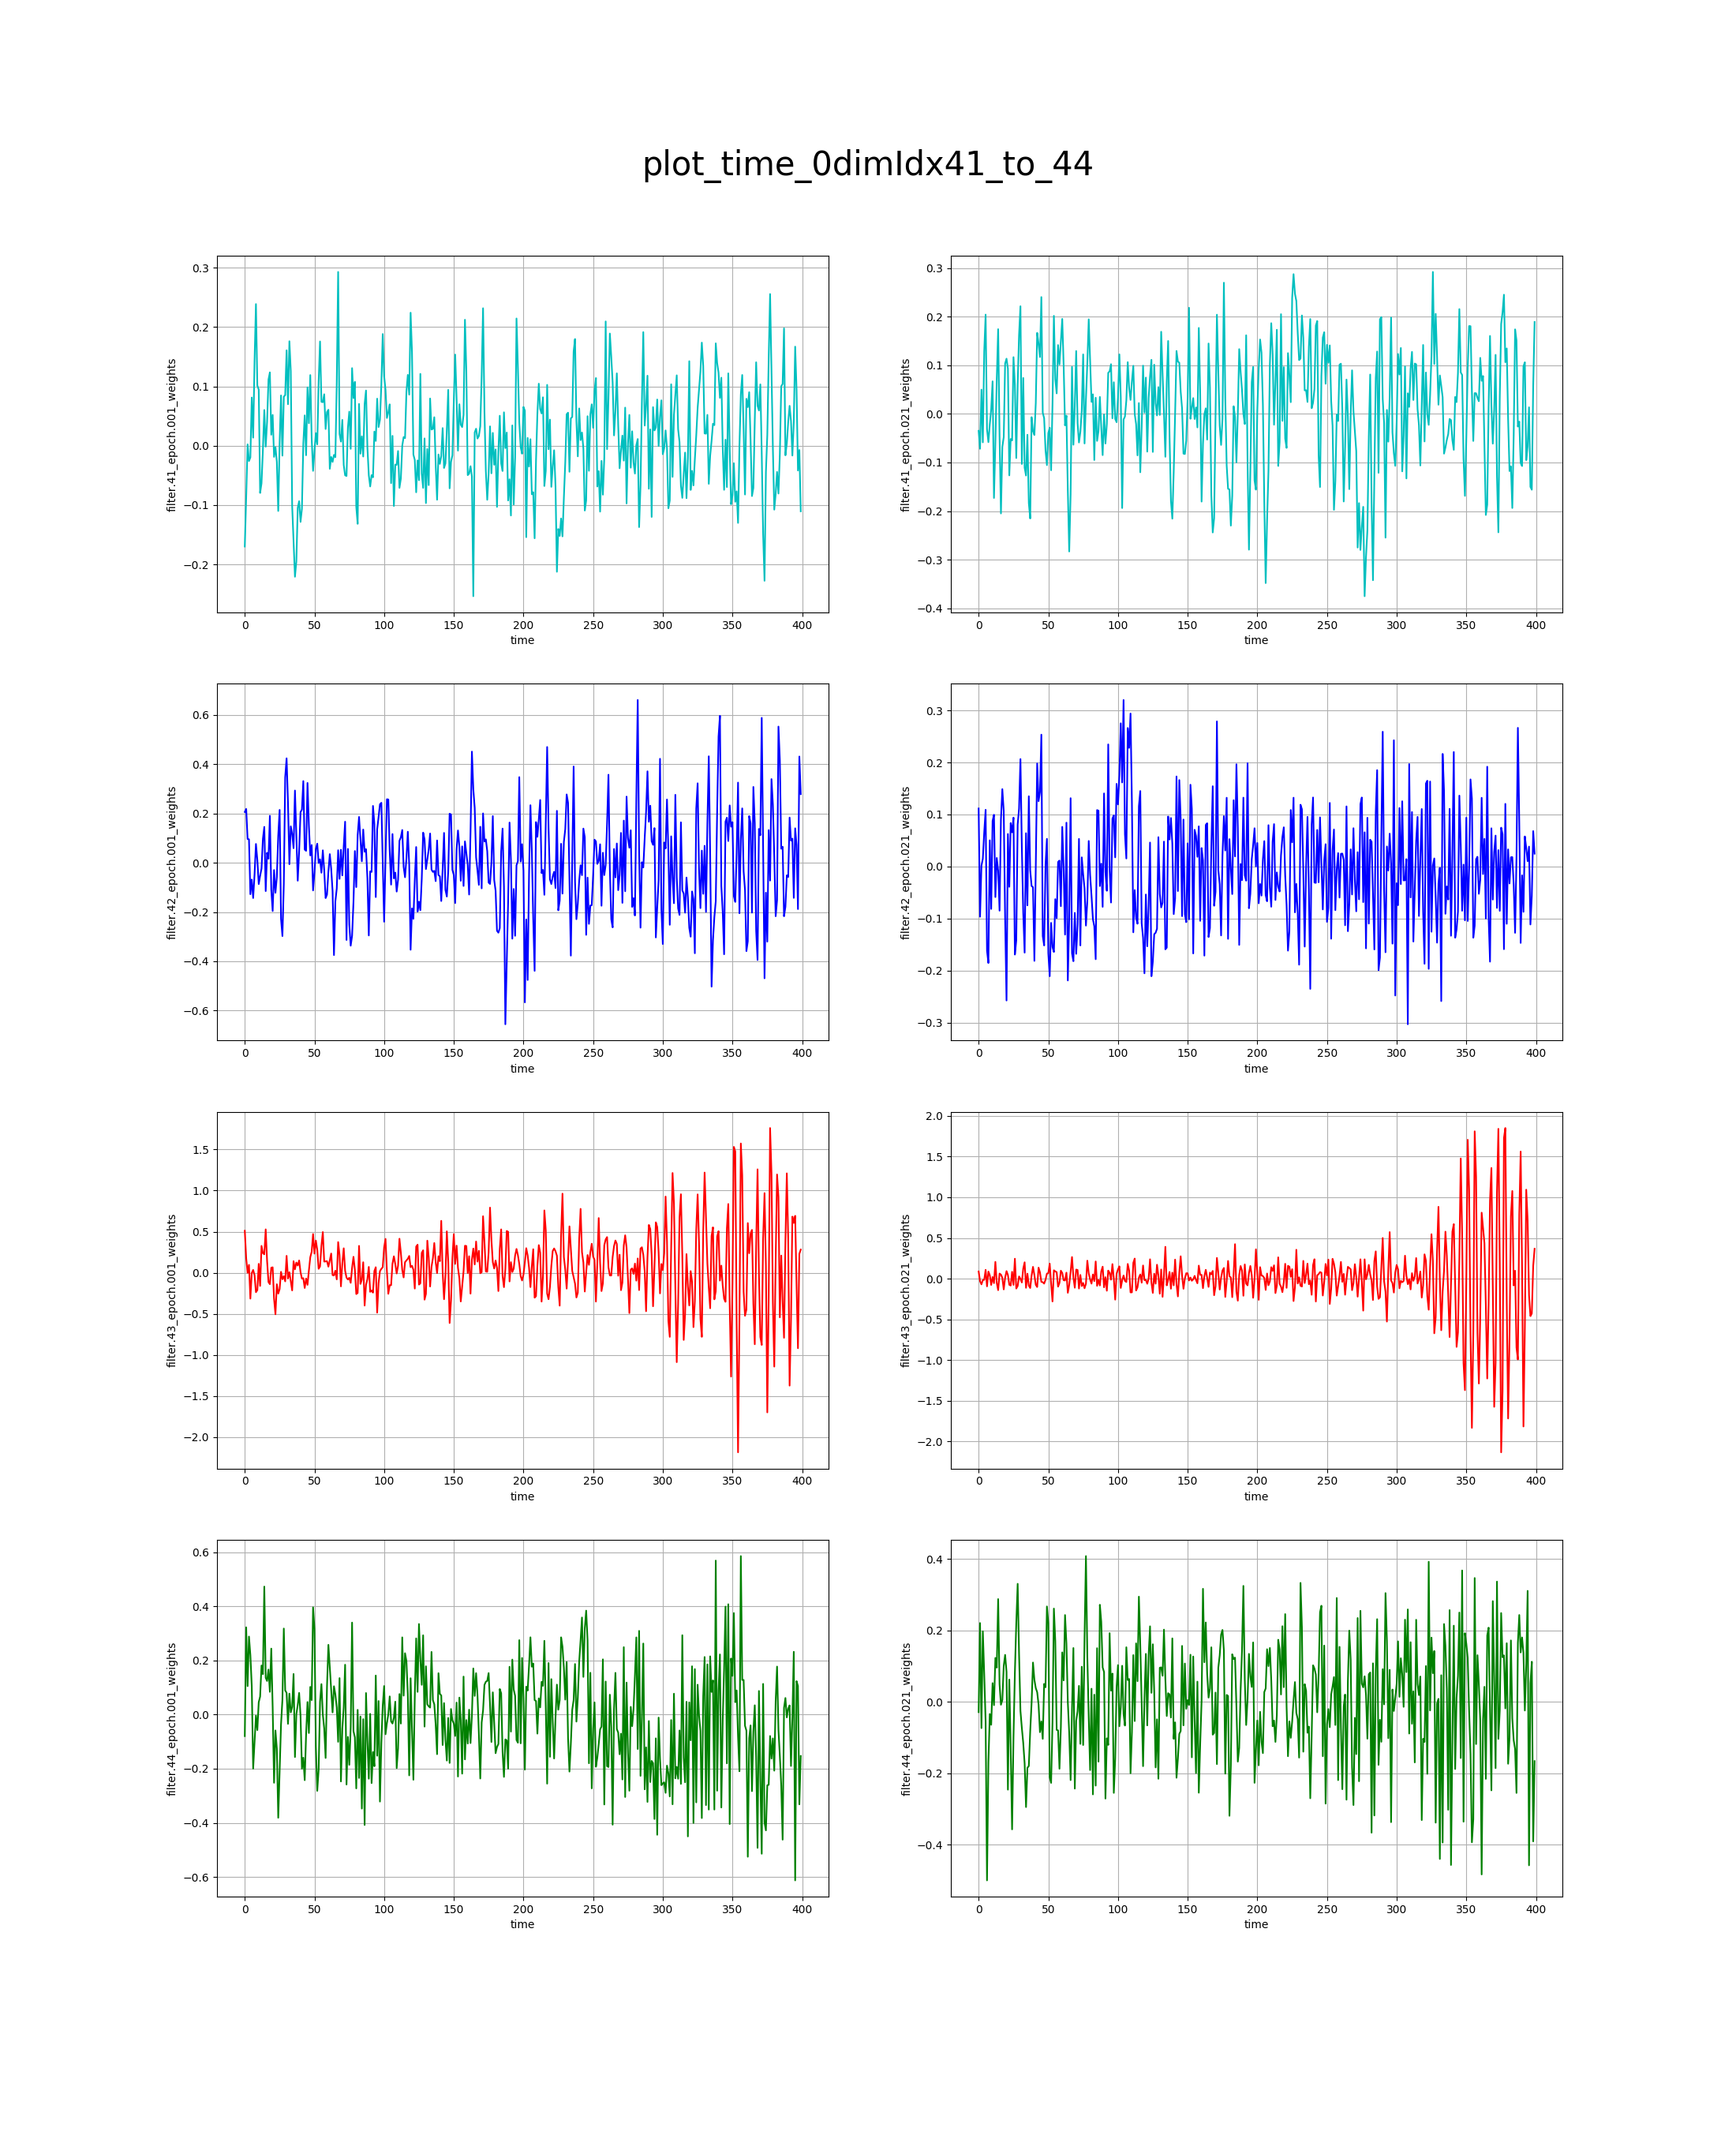 plot_time_0dimIdx41_to_44
filter.41_epoch.001_weights
0.3
0.2
0.1
0.0
−0.1
−0.2
0 50 100 150 200 250 300 350 400
time
filter.41_epoch.021_weights
0.3
0.2
0.1
0.0
−0.1
−0.2
−0.3
−0.4
0 50 100 150 200 250 300 350 400
time
filter.42_epoch.001_weights
0.6
0.4
0.2
0.0
−0.2
−0.4
−0.6
0 50 100 150 200 250 300 350 400
time
filter.42_epoch.021_weights
0.3
0.2
0.1
0.0
−0.1
−0.2
−0.3
0 50 100 150 200 250 300 350 400
time
filter.43_epoch.001_weights
1.5
1.0
0.5
0.0
−0.5
−1.0
−1.5
−2.0
0 50 100 150 200 250 300 350 400
time
filter.43_epoch.021_weights
2.0
1.5
1.0
0.5
0.0
−0.5
−1.0
−1.5
−2.0
0 50 100 150 200 250 300 350 400
time
filter.44_epoch.001_weights
0.6
0.4
0.2
0.0
−0.2
−0.4
−0.6
0 50 100 150 200 250 300 350 400
time
filter.44_epoch.021_weights
0.4
0.2
0.0
−0.2
−0.4
0 50 100 150 200 250 300 350 400
time